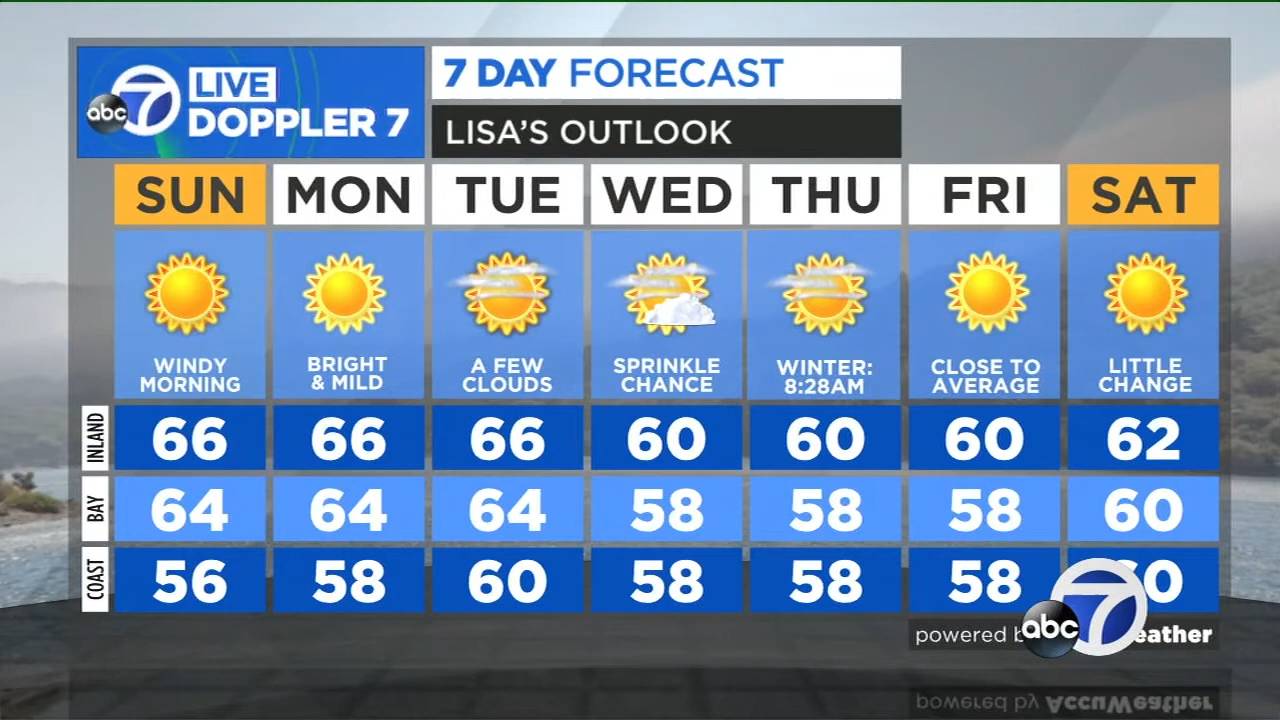 abc 7 LIVE
DOPPLER 7
7 DAY FORECAST
LISA'S OUTLOOK
SUN MON TUE WED THU FRI SAT
WINDY MORNING
BRIGHT & MILD
A FEW CLOUDS
SPRINKLE CHANCE
WINTER: 8:28AM
CLOSE TO AVERAGE
LITTLE CHANGE
INLAND 66 66 66 60 60 60 62
BAY 64 64 64 58 58 58 60
COAST 56 58 60 58 58 58
abc 7
powered
powered by AccuWeather